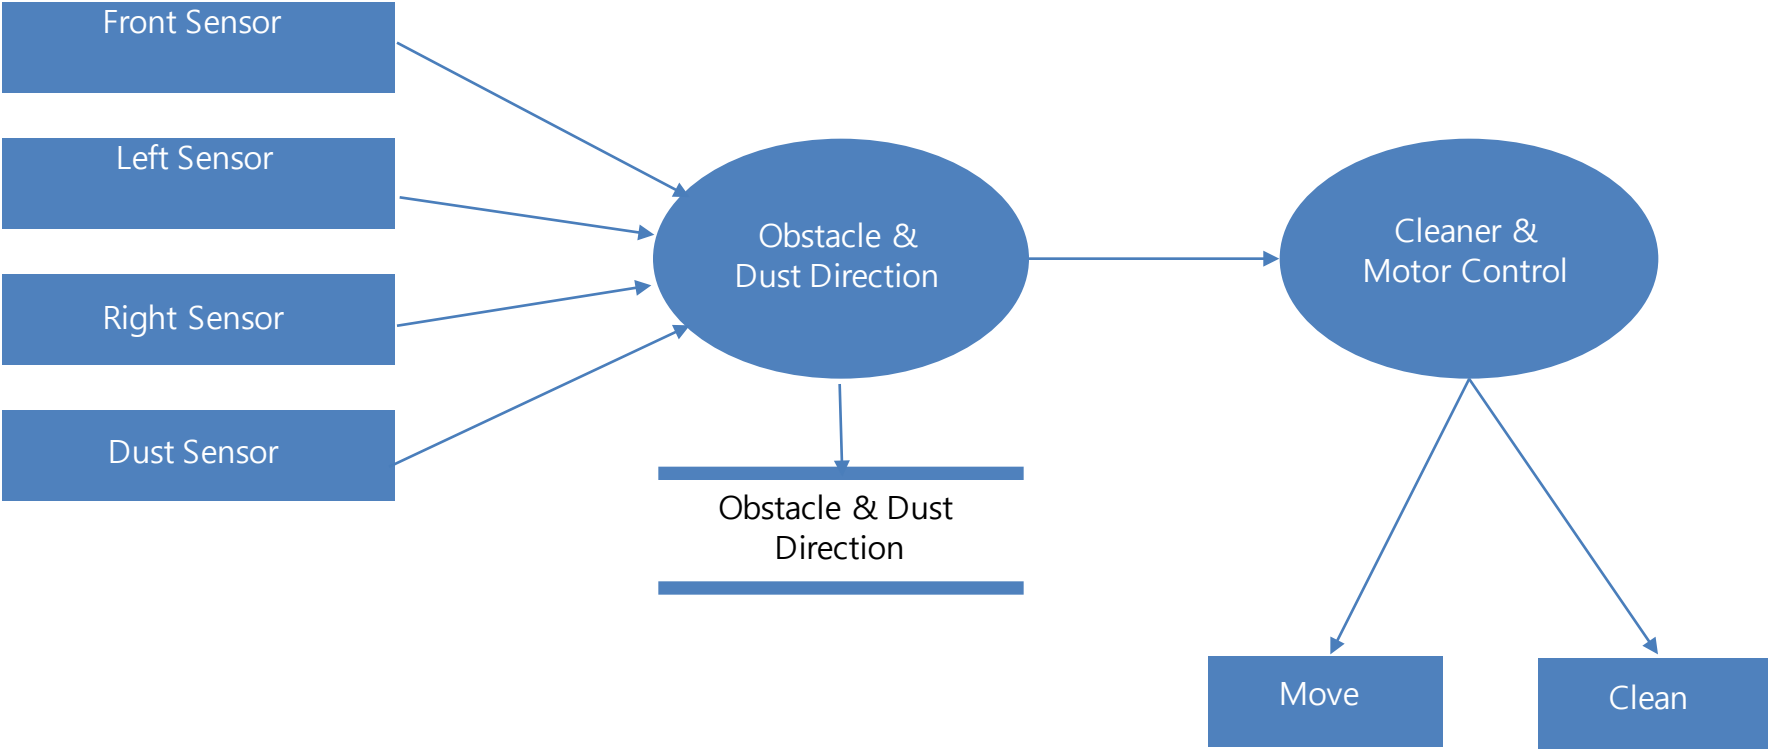 Front Sensor
Left Sensor
Right Sensor
Dust Sensor
Obstacle &
Dust Direction
Obstacle & Dust
Direction
Cleaner &
Motor Control
Move
Clean